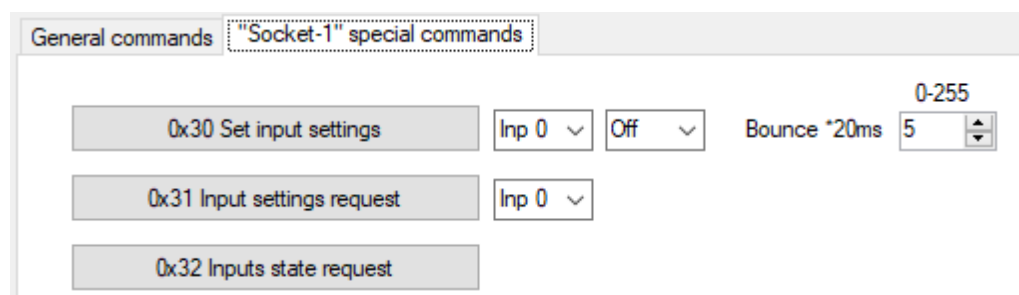 General commands "Socket-1" special commands
0-255
0x30 Set input settings Inp 0 Off Bounce *20ms 5
0x31 Input settings request Inp 0
0x32 Inputs state request